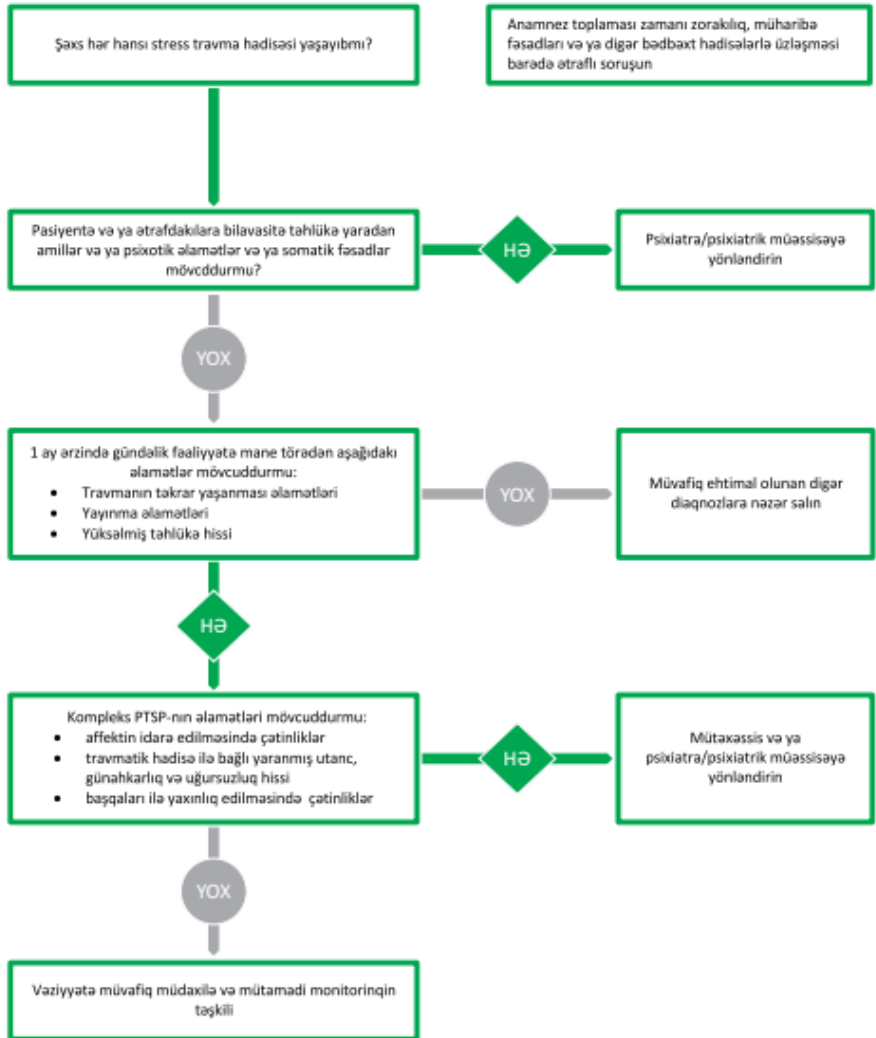 Şəxs hər hansı stress travma hadisəsi yaşayıbmı?
Anamnez toplaması zamanı zorakılıq, müharibə
fəsadları və ya digər bədbəxt hadisələrlə üzləşməsi
barədə ətraflı soruşun
Pasiyentə və ya ətrafdakılara bilavasitə təhlükə yaradan
amillər və ya psixotik əlamətlər və ya somatik fəsadlar
mövcddurmu?
HƏ
Psixiatra/psixiatrik müəssisəyə
yönləndirin
YOX
1 ay ərzində gündəlik fəaliyyətə mane törədən aşağıdakı
əlamətlər mövcuddurmu:
• Travmanın təkrar yaşanması əlamətləri
• Yayınma əlamətləri
• Yüksəlmiş təhlükə hissi
YOX
Müvafiq ehtimal olunan digər
diaqnozlara nəzər salın
HƏ
Kompleks PTSP-nın əlamətləri mövcuddurmu:
• affektin idarə edilməsində çətinliklər
• travmatik hadisə ilə bağlı yaranmış utanc,
günahkarlıq və uğursuzluq hissi
• başqaları ilə yaxınlıq edilməsində çətinliklər
HƏ
Mütəxəssis və ya
psixiatra/psixiatrik müəssisəyə
yönləndirin
YOX
Vəziyyətə müvafiq müdaxilə və mütəmadi monitorinqin
təşkili